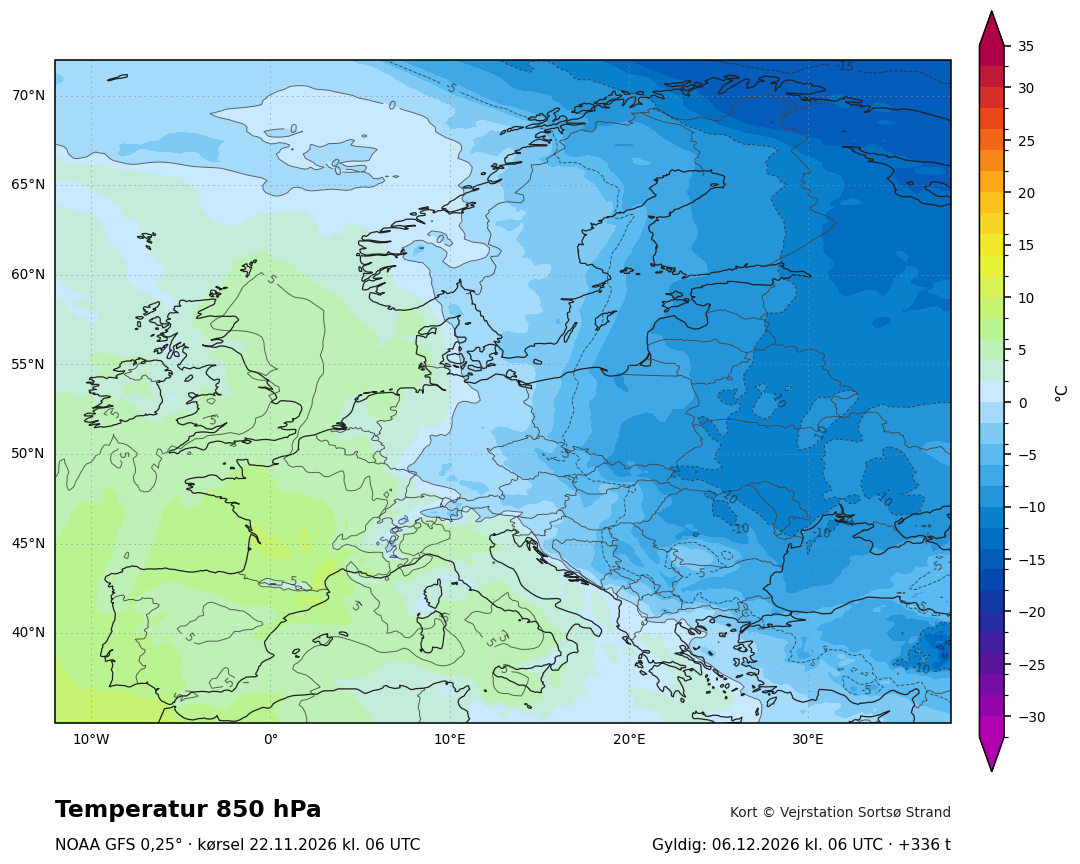 70°N
65°N
60°N
55°N
50°N
45°N
40°N
10°W
0°
10°E
20°E
30°E
35
30
25
20
15
10
5
0
−5
−10
−15
−20
−25
−30
°C
Temperatur 850 hPa
Kort © Vejrstation Sortsø Strand
NOAA GFS 0,25° · kørsel 22.11.2026 kl. 06 UTC
Gyldig: 06.12.2026 kl. 06 UTC · +336 t